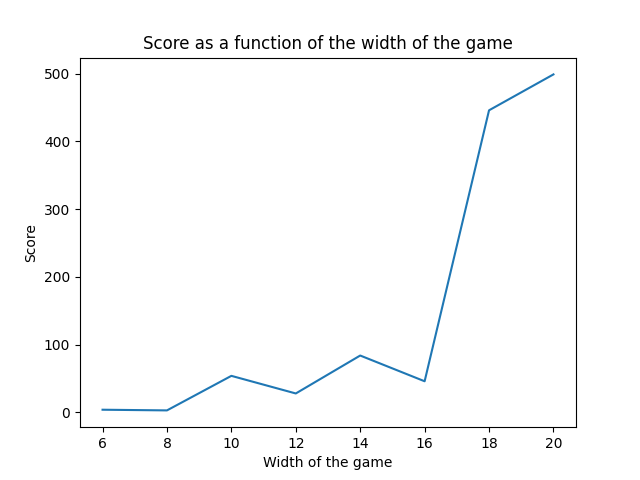 Score as a function of the width of the game
500
400
300
200
100
0
Score
6 8 10 12 14 16 18 20
Width of the game